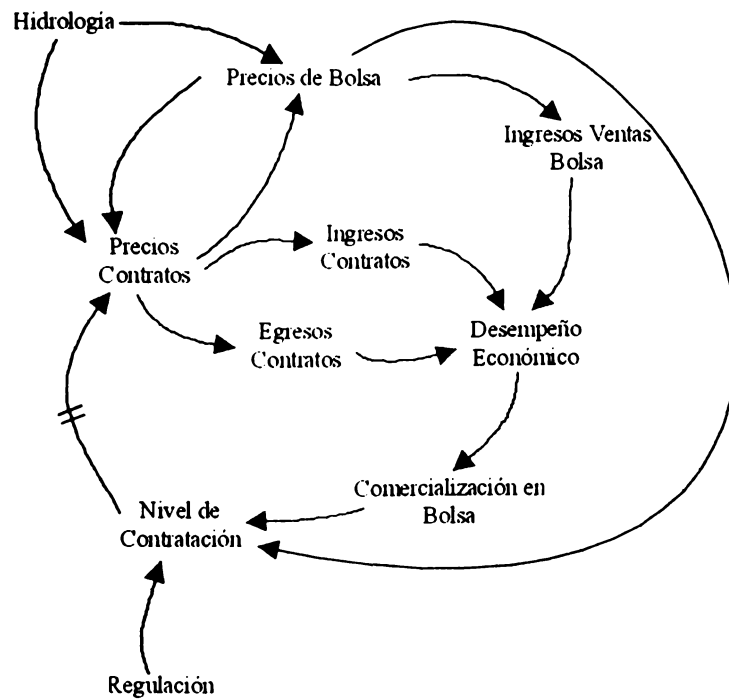 Hidrología
Precios de Bolsa
Ingresos Ventas
Bolsa
Precios
Contratos
Ingresos
Contratos
Egresos
Contratos
Desempeño
Económico
Comercialización en
Bolsa
Nivel de
Contratación
Regulación